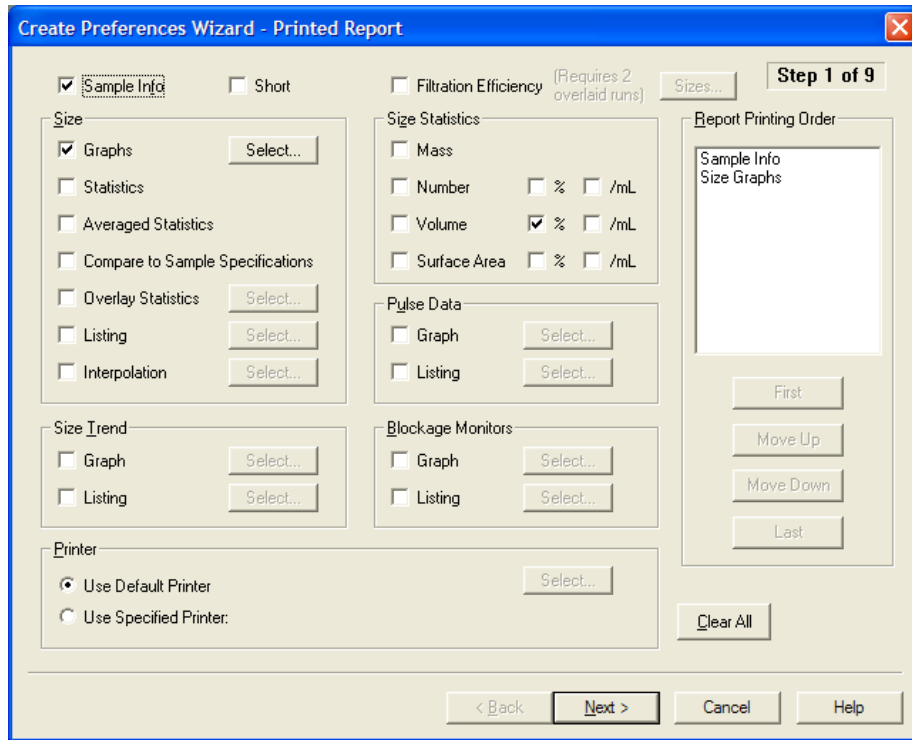 Create Preferences Wizard - Printed Report
Sample Info
Short
Filtration Efficiency
(Requires 2
overlaid runs)
Sizes...
Step 1 of 9
Size
Graphs
Select...
Statistics
Averaged Statistics
Compare to Sample Specifications
Overlay Statistics
Select...
Listing
Select...
Interpolation
Select...
Size Statistics
Mass
Number % /mL
Volume % /mL
Surface Area % /mL
Pulse Data
Graph
Select...
Listing
Select...
Report Printing Order
Sample Info
Size Graphs
First
Move Up
Move Down
Last
Size Trend
Graph
Select...
Listing
Select...
Blockage Monitors
Graph
Select...
Listing
Select...
Printer
Use Default Printer
Select...
Use Specified Printer:
Clear All
< Back
Next >
Cancel
Help